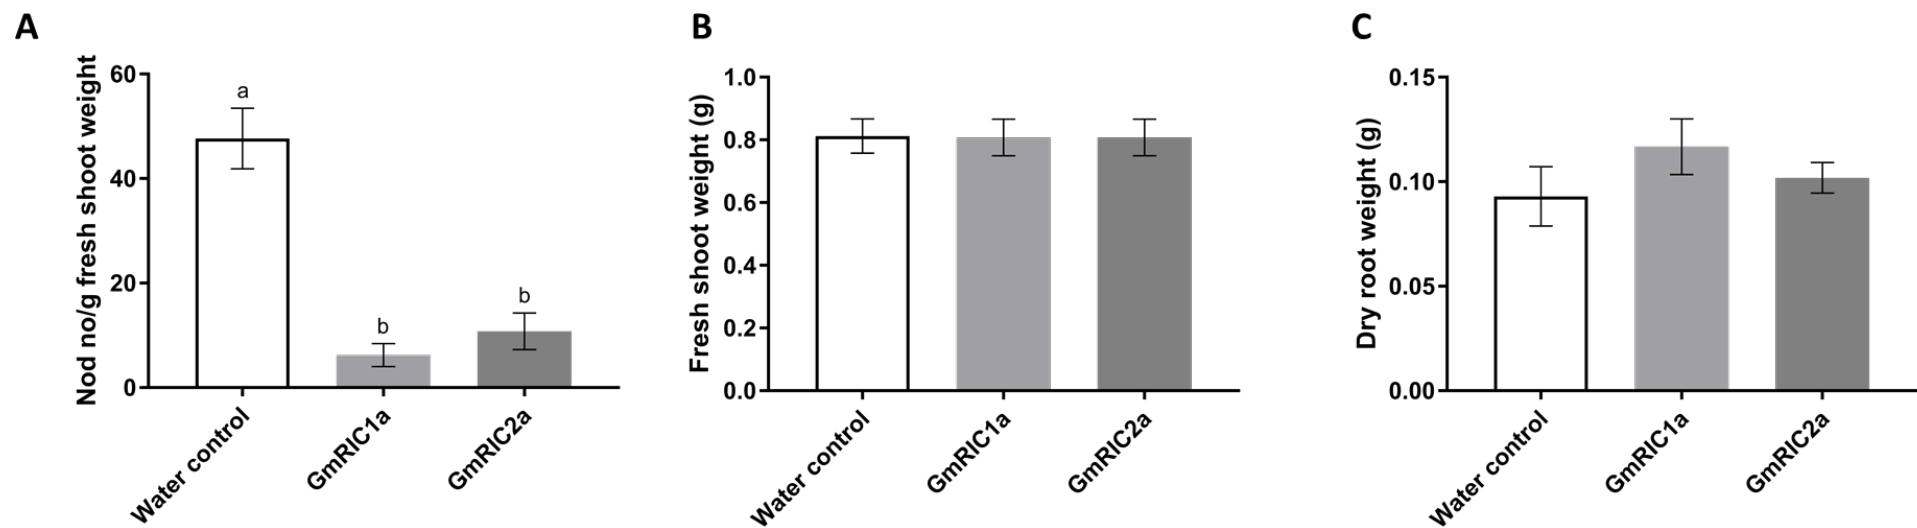 A
Nod no/g fresh shoot weight
60
40
20
0
a
b
b
Water control
GmRIC1a
GmRIC2a
B
Fresh shoot weight (g)
1.0
0.8
0.6
0.4
0.2
0.0
Water control
GmRIC1a
GmRIC2a
C
Dry root weight (g)
0.15
0.10
0.05
0.00
Water control
GmRIC1a
GmRIC2a